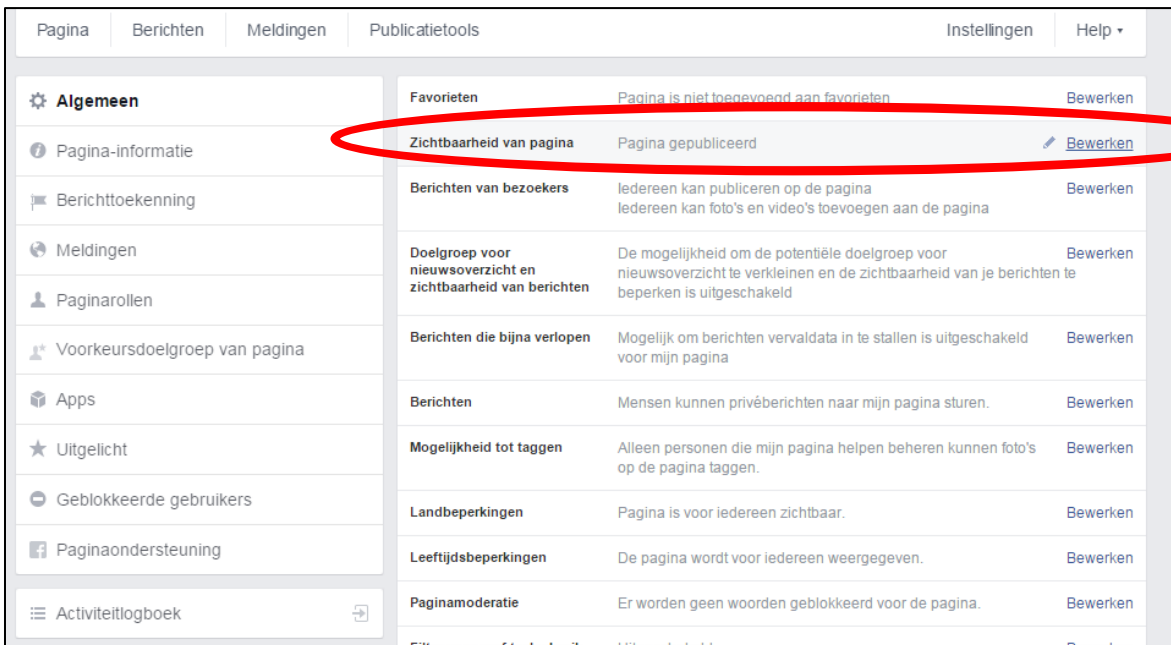 Pagina Berichten Meldingen Publicatietools Instellingen Help
Algemeen
Pagina-informatie
Berichttoekenning
Meldingen
Paginarollen
Voorkeursdoelgroep van pagina
Apps
Uitgelicht
Geblokkeerde gebruikers
Paginaondersteuning
Activiteitlogboek
Favorieten Pagina is niet toegevoegd aan favorieten Bewerken
Zichtbaarheid van pagina Pagina gepubliceerd Bewerken
Berichten van bezoekers Iedereen kan publiceren op de pagina Bewerken
Iedereen kan foto's en video's toevoegen aan de pagina
Doelgroep voor De mogelijkheid om de potentiële doelgroep voor Bewerken
nieuwsoverzicht en nieuwsoverzicht te verkleinen en de zichtbaarheid van je berichten te
zichtbaarheid van berichten beperken is uitgeschakeld
Berichten die bijna verlopen Mogelijk om berichten vervaldata in te stallen is uitgeschakeld Bewerken
voor mijn pagina
Berichten Mensen kunnen privéberichten naar mijn pagina sturen. Bewerken
Mogelijkheid tot taggen Alleen personen die mijn pagina helpen beheren kunnen foto's Bewerken
op de pagina taggen.
Landbeperkingen Pagina is voor iedereen zichtbaar. Bewerken
Leeftijdsbeperkingen De pagina wordt voor iedereen weergegeven. Bewerken
Paginamoderatie Er worden geen woorden geblokkeerd voor de pagina. Bewerken